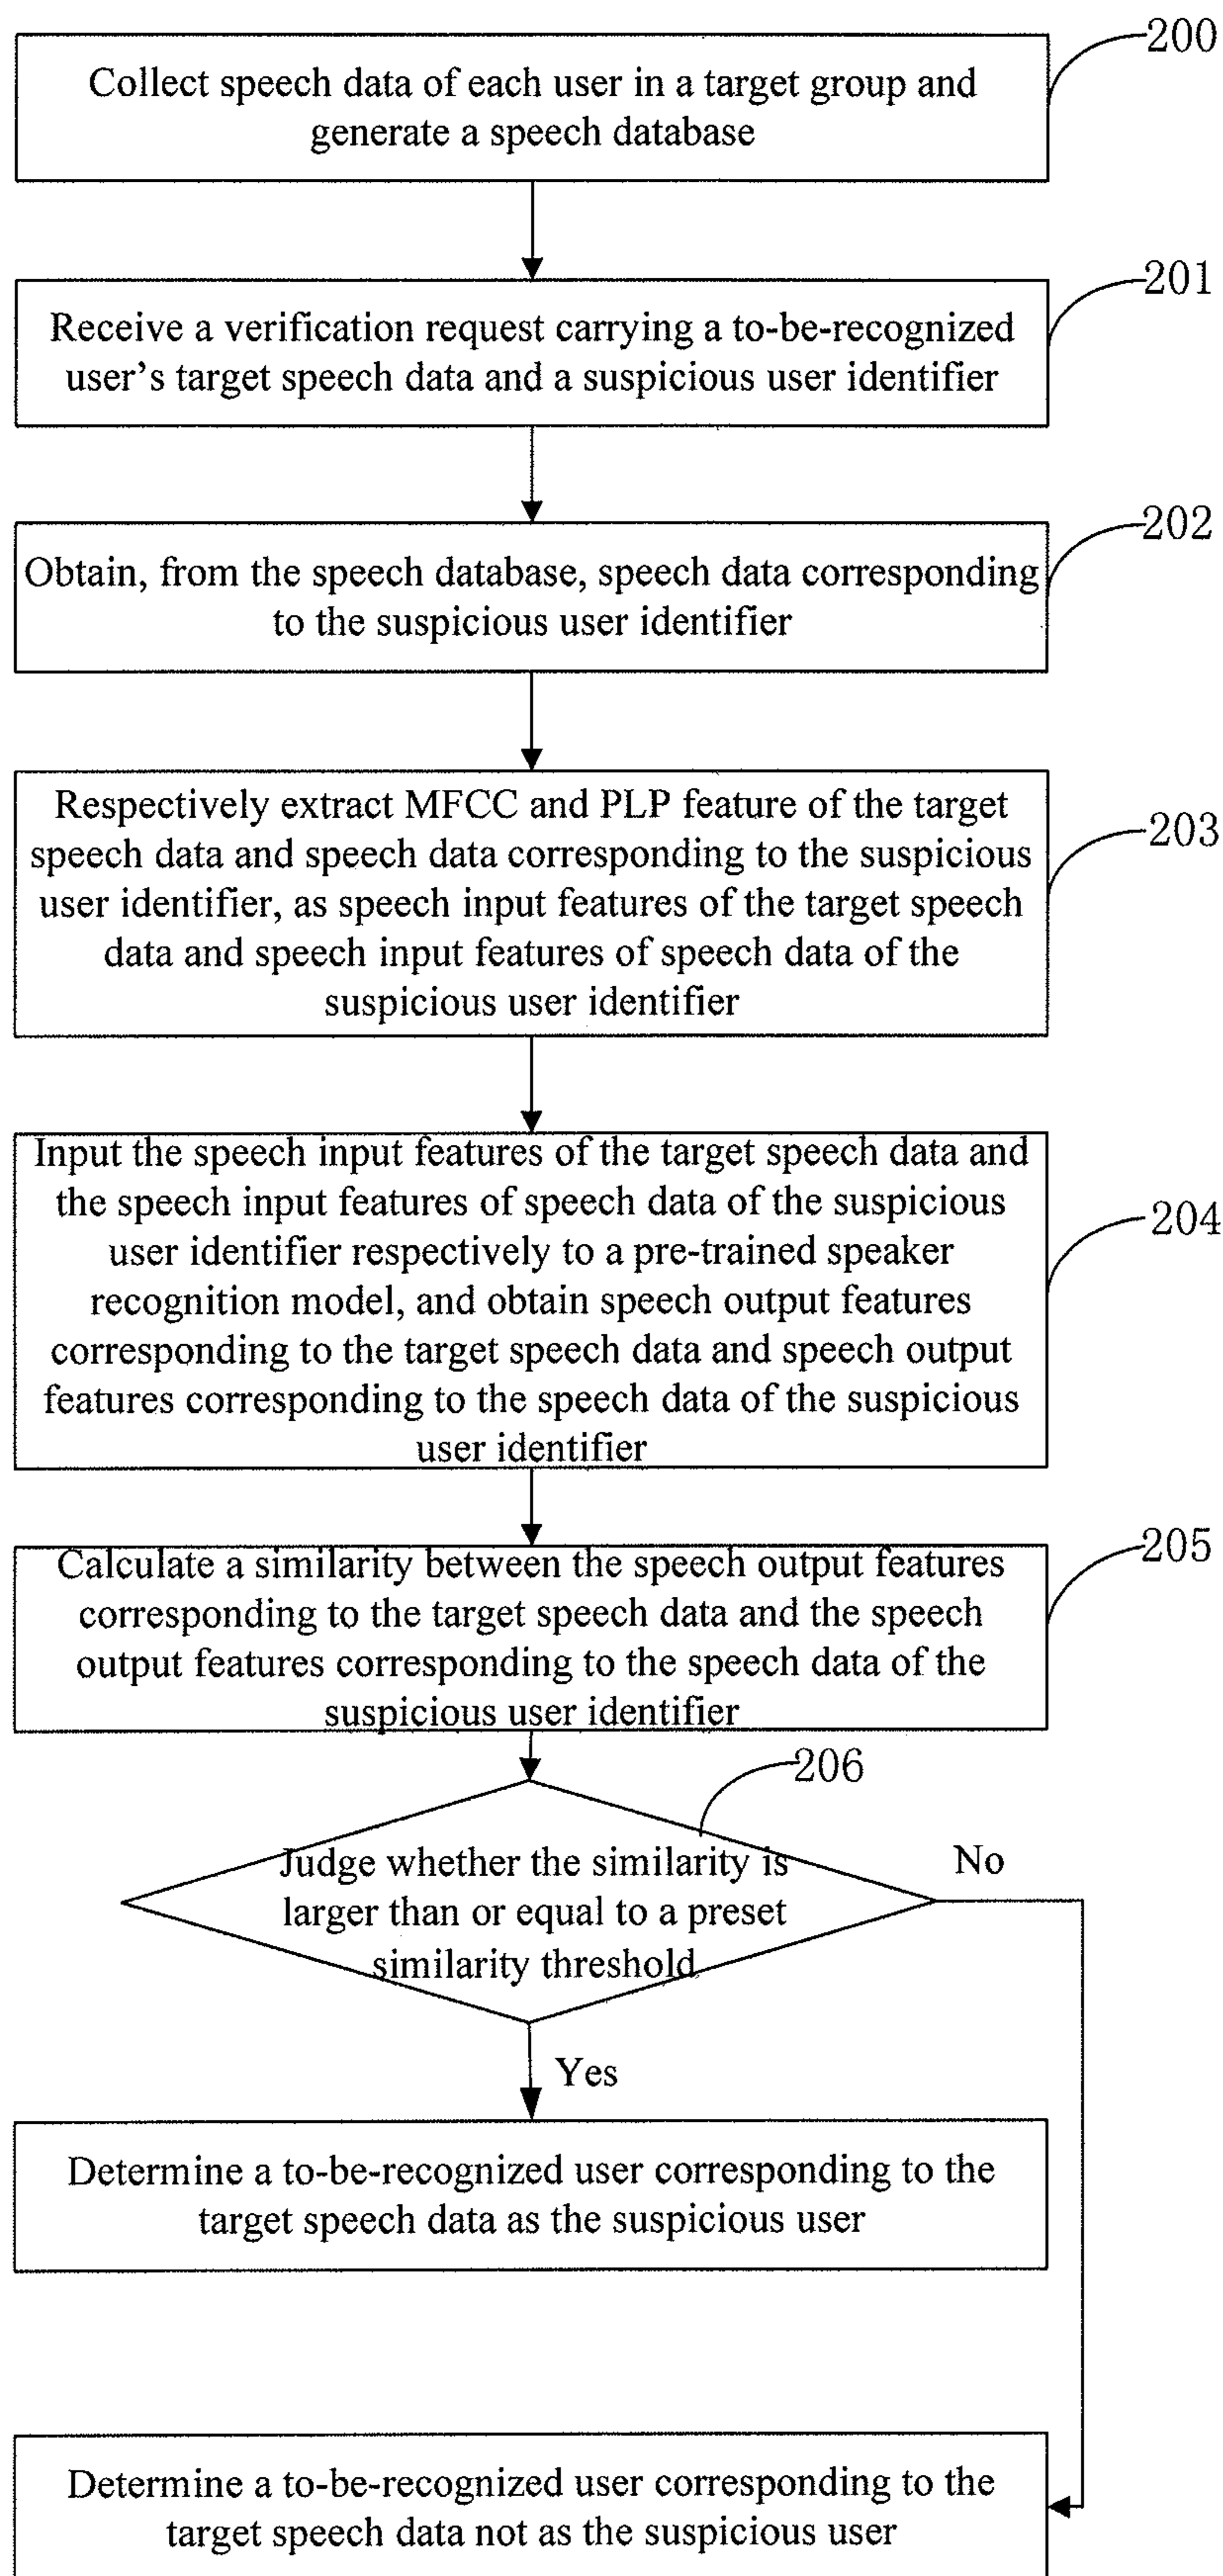 200
Collect speech data of each user in a target group and
generate a speech database
201
Receive a verification request carrying a to-be-recognized
user’s target speech data and a suspicious user identifier
202
Obtain, from the speech database, speech data corresponding
to the suspicious user identifier
203
Respectively extract MFCC and PLP feature of the target
speech data and speech data corresponding to the suspicious
user identifier, as speech input features of the target speech
data and speech input features of speech data of the
suspicious user identifier
204
Input the speech input features of the target speech data and
the speech input features of speech data of the suspicious
user identifier respectively to a pre-trained speaker
recognition model, and obtain speech output features
corresponding to the target speech data and speech output
features corresponding to the speech data of the suspicious
user identifier
205
Calculate a similarity between the speech output features
corresponding to the target speech data and the speech
output features corresponding to the speech data of the
suspicious user identifier
206
Judge whether the similarity is
larger than or equal to a preset
similarity threshold
No
Yes
Determine a to-be-recognized user corresponding to the
target speech data as the suspicious user
Determine a to-be-recognized user corresponding to the
target speech data not as the suspicious user